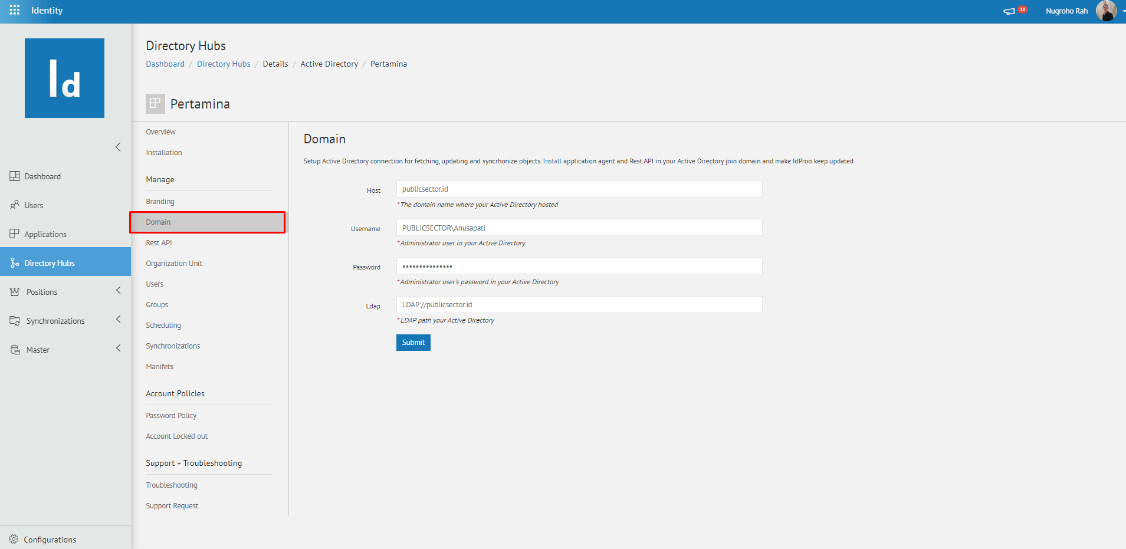 Identity
12
Nugroho Rah
Id
Dashboard
Users
Applications
Directory Hubs
Positions
Synchronizations
Master
Configurations
Directory Hubs
Dashboard / Directory Hubs / Details / Active Directory / Pertamina
Pertamina
Overview
Installation
Manage
Branding
Domain
Rest API
Organization Unit
Users
Groups
Scheduling
Synchronizations
Manifets
Account Policies
Password Policy
Account Locked out
Support + Troubleshooting
Troubleshooting
Support Request
Domain
Setup Active Directory connection for fetching, updating and syncrhonize objects. Install application agent and Rest API in your Active Directory join domain and make IdProo keep updated
Host publicsector.id
*The domain name where your Active Directory hosted
Username PUBLICSECTOR\Anusapati
*Administrator user in your Active Directory
Password •••••••••••••••
*Administrator user's password in your Active Directory
Ldap LDAP://publicsector.id
*LDAP path your Active Directory
Submit